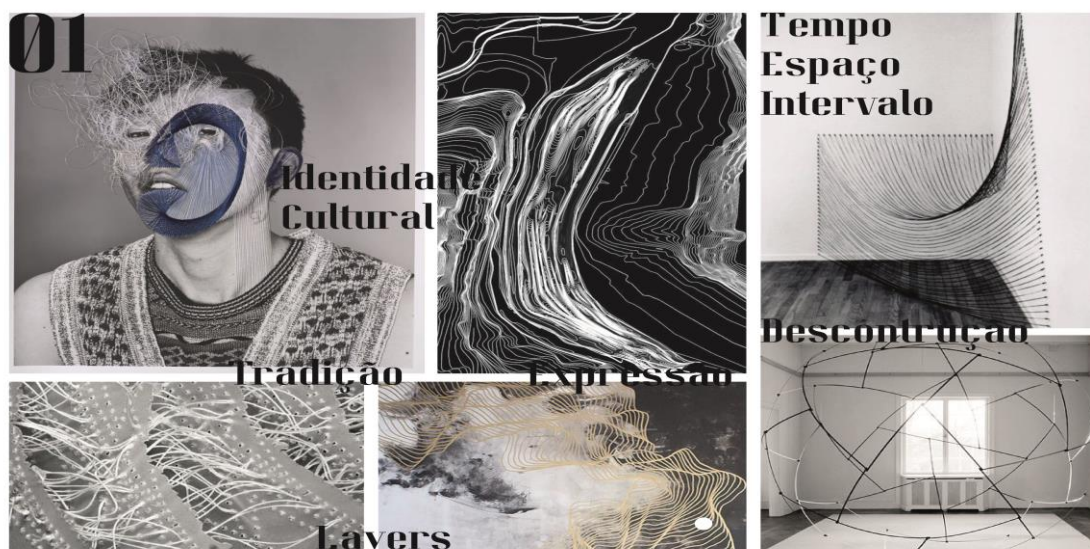 01
Identidade
Cultural
Tradição
Expressão
Layers
Tempo
Espaço
Intervalo
Descontrução